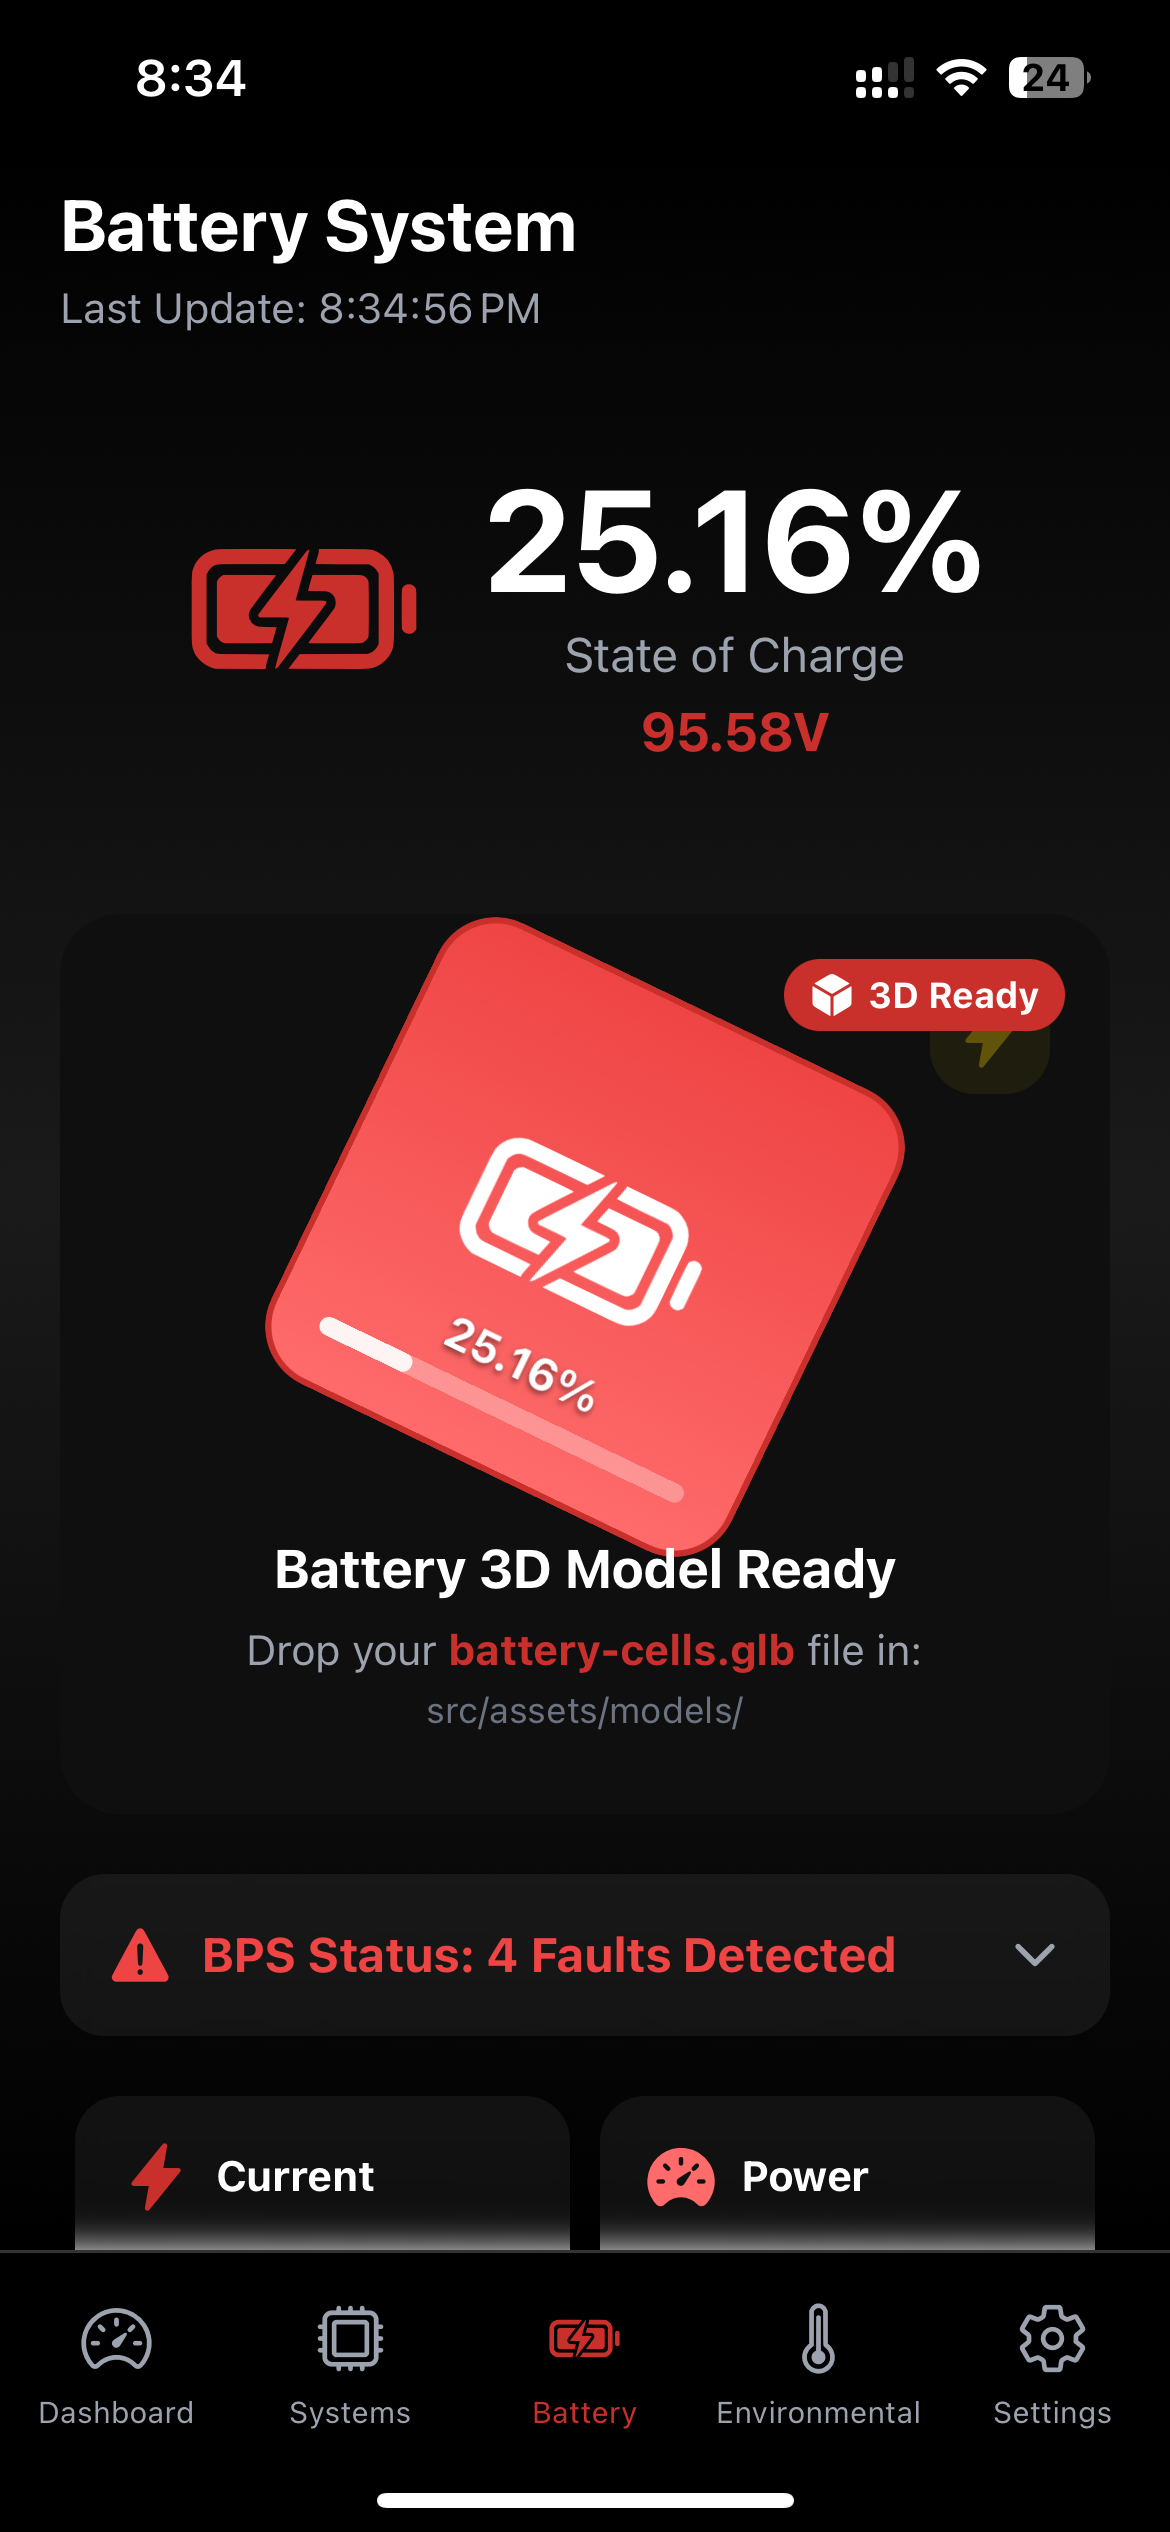 8:34
24
Battery System
Last Update: 8:34:56 PM
25.16%
State of Charge
95.58V
3D Ready
25.16%
Battery 3D Model Ready
Drop your battery-cells.glb file in:
src/assets/models/
BPS Status: 4 Faults Detected
Current
Power
Dashboard
Systems
Battery
Environmental
Settings